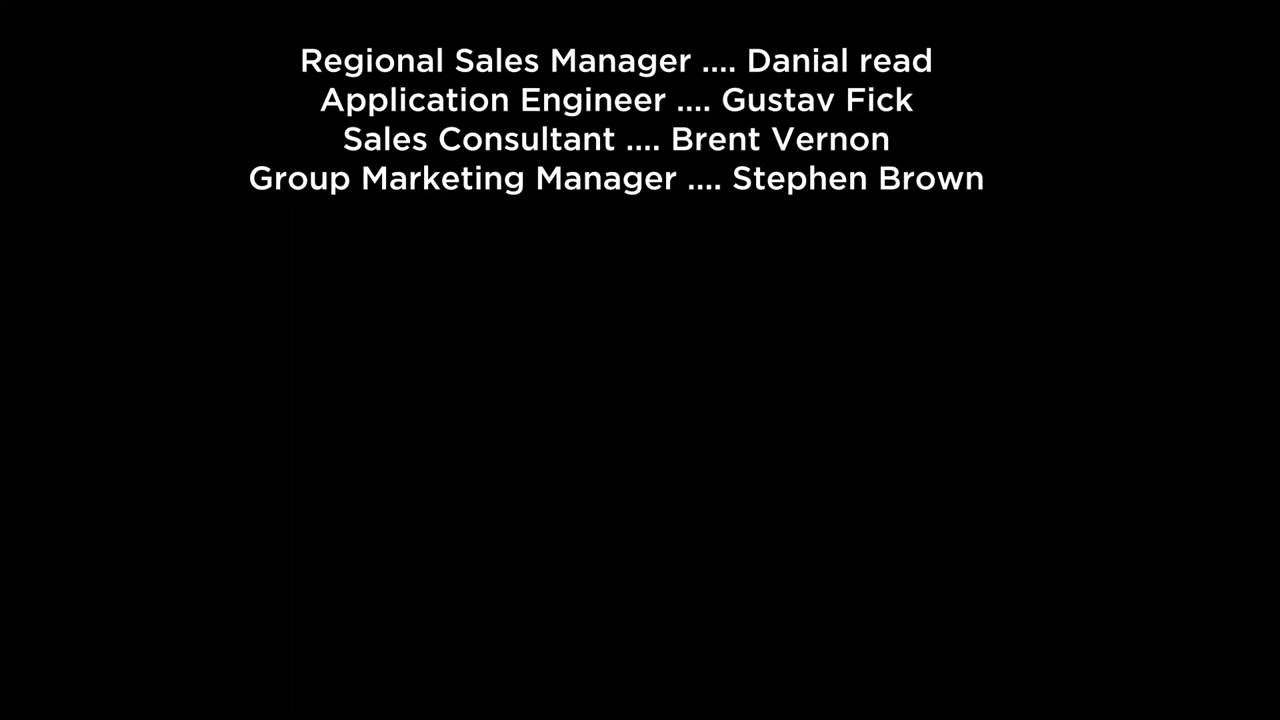 Regional Sales Manager .... Danial read
Application Engineer .... Gustav Fick
Sales Consultant .... Brent Vernon
Group Marketing Manager .... Stephen Brown